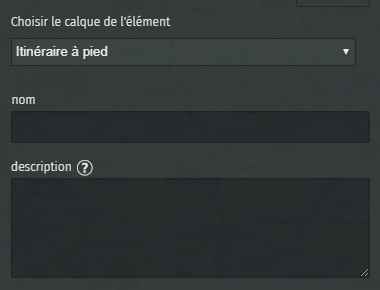 Choisir le calque de l'élément
Itinéraire à pied
nom
description ?